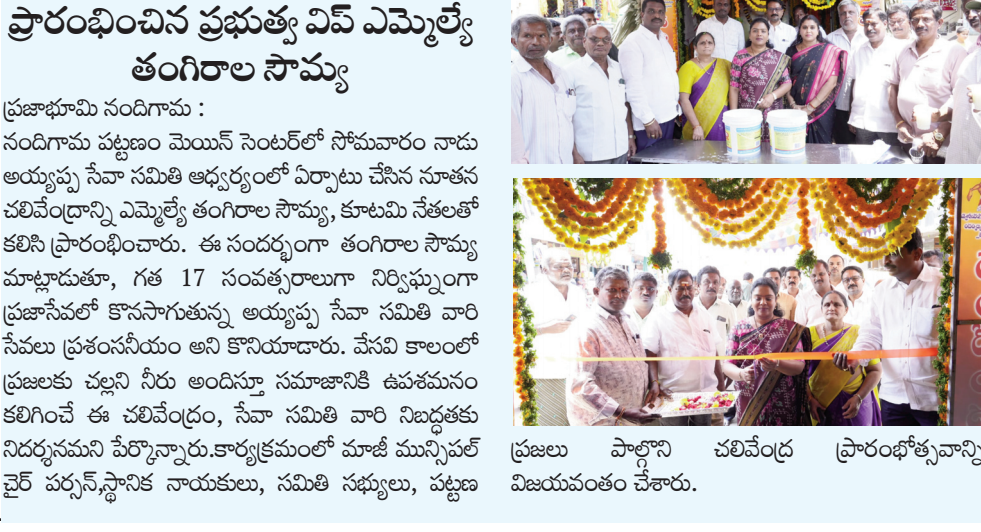 ప్రారంభించిన ప్రభుత్వ విప్ ఎమ్మెల్యే
తంగిరాల సౌమ్య
ప్రజాభూమి నందిగామ :
నందిగామ పట్టణం మెయిన్ సెంటర్‌లో సోమవారం నాడు
అయ్యప్ప సేవా సమితి ఆధ్వర్యంలో ఏర్పాటు చేసిన నూతన
చలివేంద్రాన్ని ఎమ్మెల్యే తంగిరాల సౌమ్య, కూటమి నేతలతో
కలిసి ప్రారంభించారు. ఈ సందర్భంగా తంగిరాల సౌమ్య
మాట్లాడుతూ, గత 17 సంవత్సరాలుగా నిర్విఘ్నంగా
ప్రజాసేవలో కొనసాగుతున్న అయ్యప్ప సేవా సమితి వారి
సేవలు ప్రశంసనీయం అని కొనియాడారు. వేసవి కాలంలో
ప్రజలకు చల్లని నీరు అందిస్తూ సమాజానికి ఉపశమనం
కలిగించే ఈ చలివేంద్రం, సేవా సమితి వారి నిబద్ధతకు
నిదర్శనమని పేర్కొన్నారు.కార్యక్రమంలో మాజీ మున్సిపల్
చైర్ పర్సన్,స్థానిక నాయకులు, సమితి సభ్యులు, పట్టణ
ప్రజలు పాల్గొని చలివేంద్ర ప్రారంభోత్సవాన్ని
విజయవంతం చేశారు.